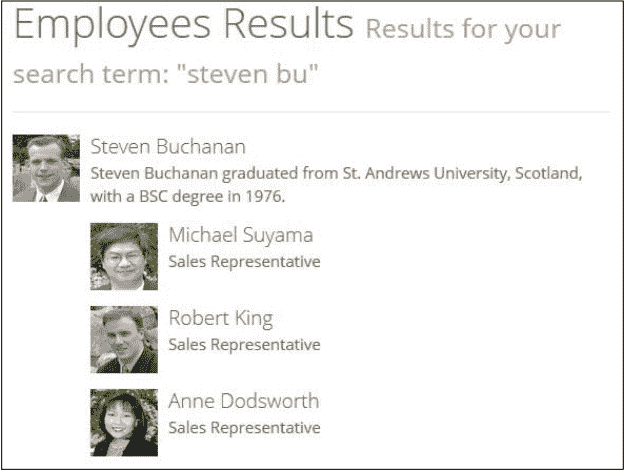 Employees Results Results for your
search term: "steven bu"
Steven Buchanan
Steven Buchanan graduated from St. Andrews University, Scotland,
with a BSC degree in 1976.
Michael Suyama
Sales Representative
Robert King
Sales Representative
Anne Dodsworth
Sales Representative